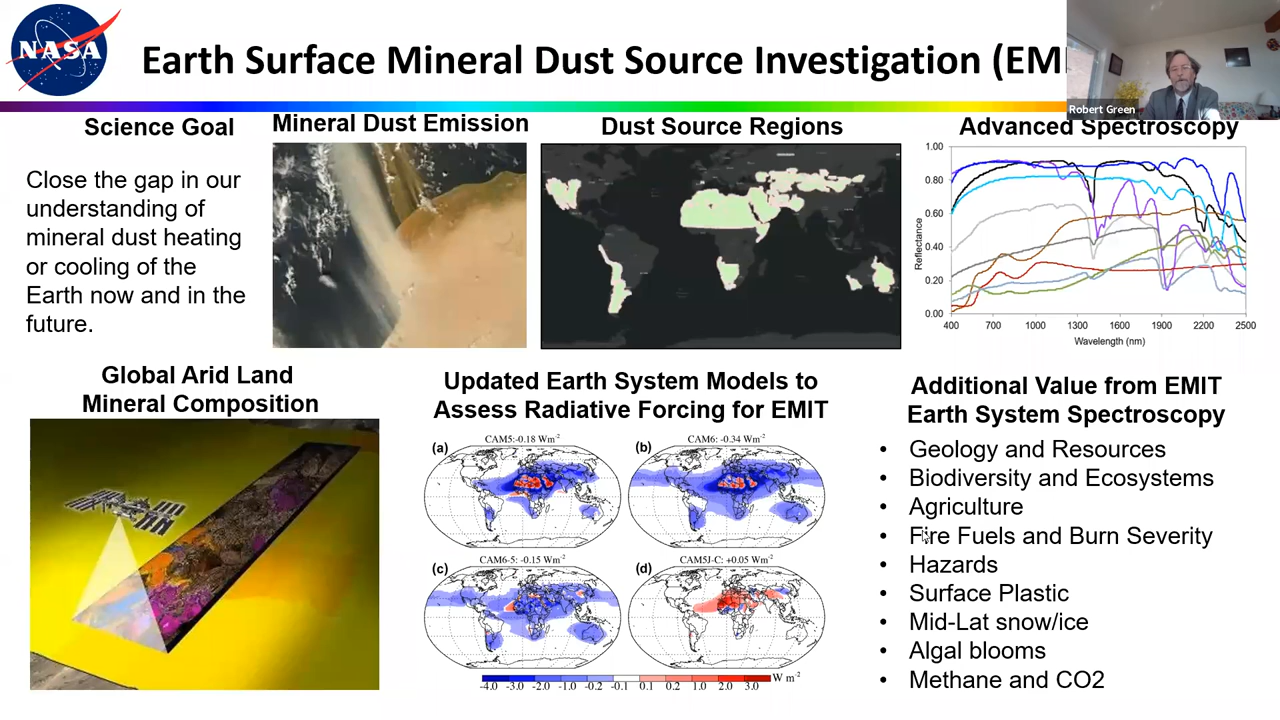 NASA
Earth Surface Mineral Dust Source Investigation (EMI
Robert Green
Science Goal
Close the gap in our
understanding of
mineral dust heating
or cooling of the
Earth now and in the
future.
Mineral Dust Emission
Dust Source Regions
Advanced Spectroscopy
Reflectance
1.00
0.80
0.60
0.40
0.20
0.00
400 700 1000 1300 1600 1900 2200 2500
Wavelength (nm)
Global Arid Land
Mineral Composition
Updated Earth System Models to
Assess Radiative Forcing for EMIT
(a) CAM5:-0.18 Wm-2
(b) CAM6: -0.34 Wm-2
(c) CAM6-5: -0.15 Wm-2
(d) CAM5J-C: +0.05 Wm-2
-4.0 -3.0 -2.0 -1.0 -0.2 -0.1 0.1 0.2 1.0 2.0 3.0 W m-2
Additional Value from EMIT
Earth System Spectroscopy
• Geology and Resources
• Biodiversity and Ecosystems
• Agriculture
• Fire Fuels and Burn Severity
• Hazards
• Surface Plastic
• Mid-Lat snow/ice
• Algal blooms
• Methane and CO2